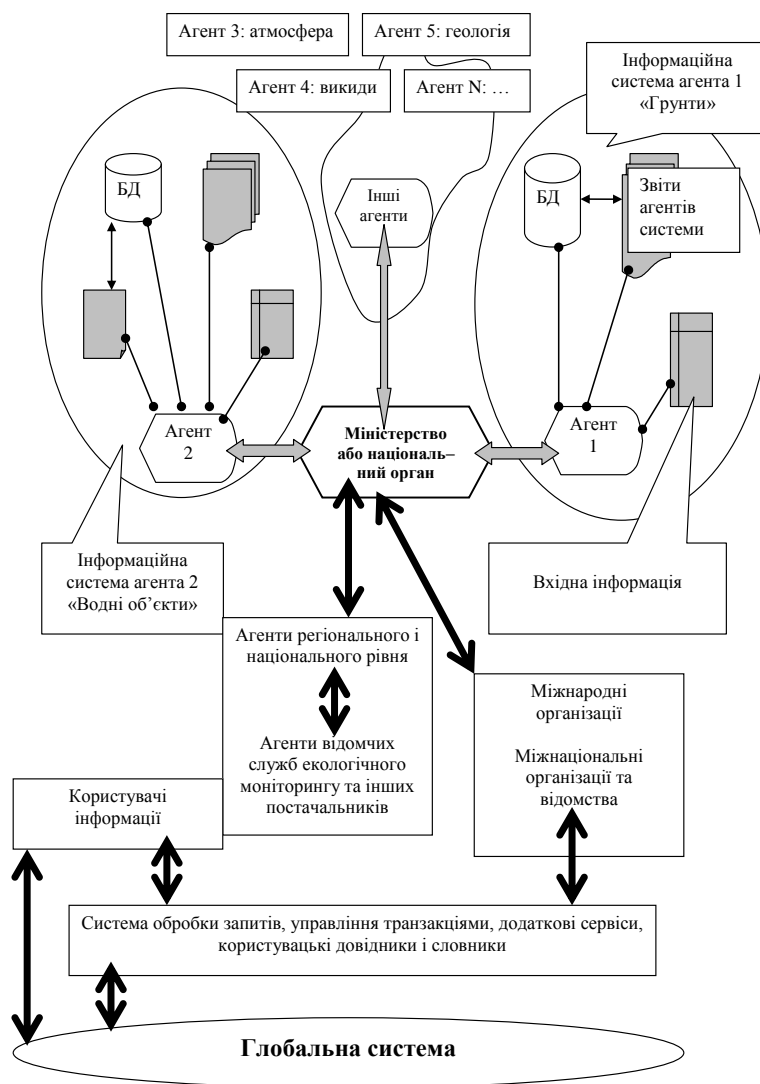 Агент 3: атмосфера
Агент 5: геологія
Агент 4: викиди
Агент N: …
Інформаційна
система агента 1
«Грунти»
БД
Інші
агенти
БД
Звіти
агентів
системи
Агент
2
Міністерство
або національ–
ний орган
Агент
1
Інформаційна
система агента 2
«Водні об’єкти»
Вхідна інформація
Агенти регіонального і
національного рівня
Агенти відомчих
служб екологічного
моніторингу та інших
постачальників
Міжнародні
організації
Міжнаціональні
організації та
відомства
Користувачі
інформації
Система обробки запитів, управління транзакціями, додаткові сервіси,
користувацькі довідники і словники
Глобальна система